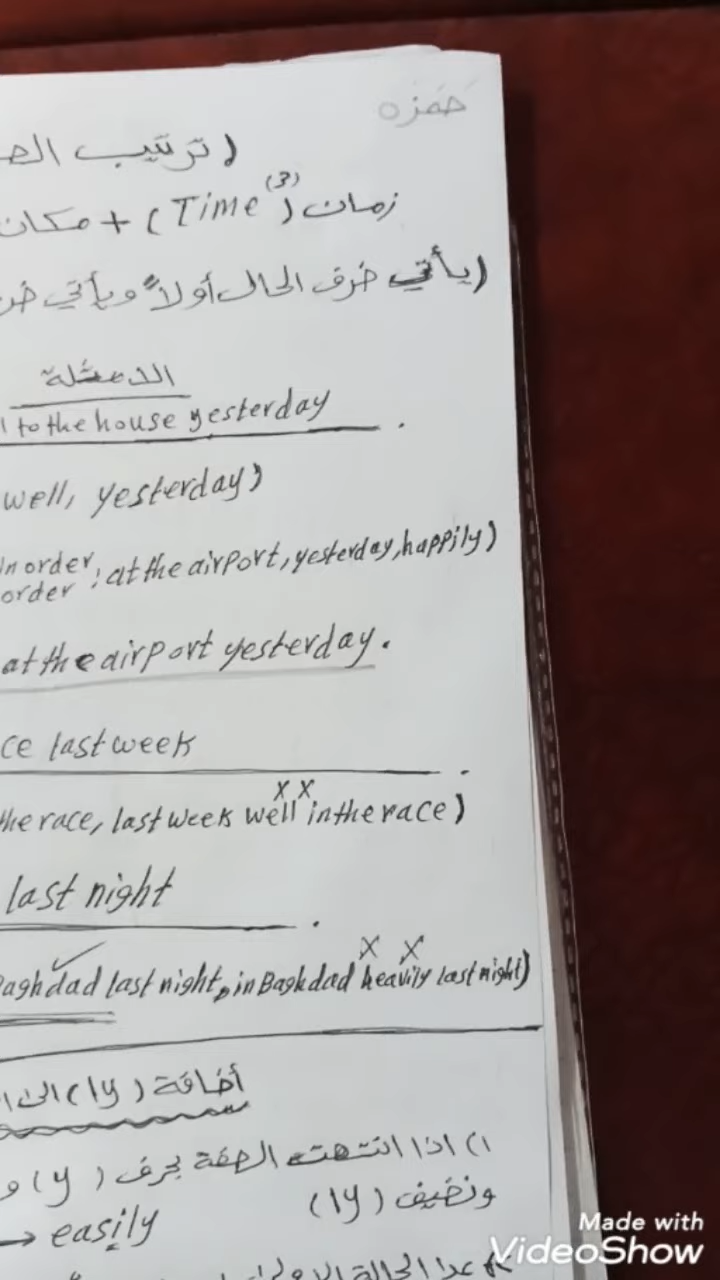 حمزه
(ترتيب
زمان (Time (3)) + مكان
(يأتي ظرف الحال أولاً ويأتي
الامثلة
to the house yesterday.
well, yesterday)
in order
order : at the airport, yesterday, happily)
at the airport yesterday.
ce last week.
the race, last week well in the race)
x x
last night.
Baghdad last night, in Baghdad heavily last night)
x x
أضافة (ly) الى
١) اذا انتهت الصفة بحرف (y) و
ونضيف (ly)
→ easily
عدا الحالة
Made with
VideoShow